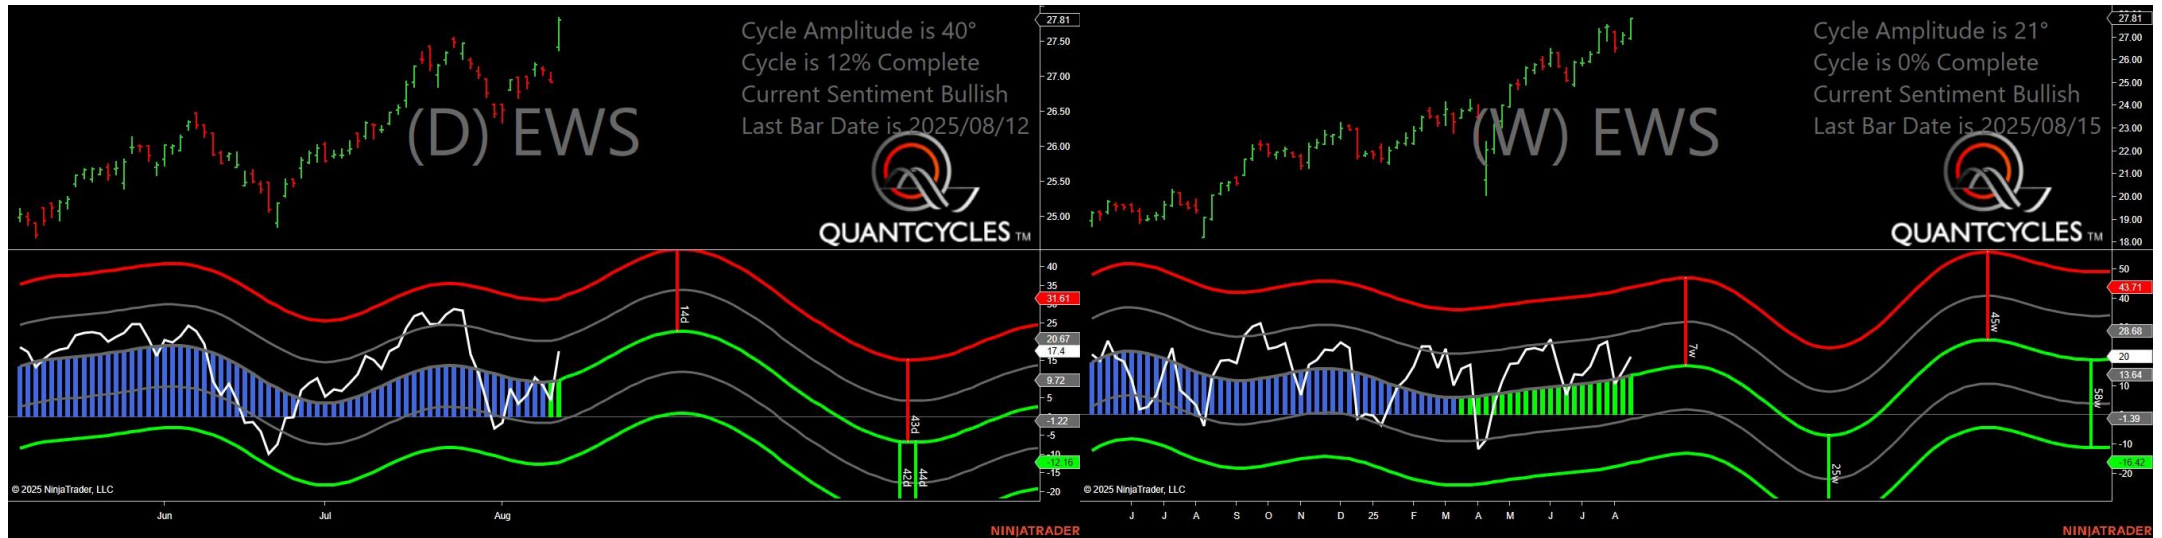 Cycle Amplitude is 40°
Cycle is 12% Complete
Current Sentiment Bullish
Last Bar Date is 2025/08/12
(D) EWS
QUANTCYCLES TM
27.81
27.50
27.00
26.50
26.00
25.50
25.00
40
31.61
25
20.67
17.4
15
9.72
5
-1.22
-5
-10
-12.16
-15
-20
14d
43d
42d
44d
© 2025 NinjaTrader, LLC
Jun Jul Aug
NINJATRADER
Cycle Amplitude is 21°
Cycle is 0% Complete
Current Sentiment Bullish
Last Bar Date is 2025/08/15
(W) EWS
QUANTCYCLES TM
27.81
27.00
26.00
25.00
24.00
23.00
22.00
21.00
20.00
19.00
18.00
50
43.71
40
28.68
20
13.64
10
-1.39
-10
-16.42
-20
7w
45w
25w
58w
© 2025 NinjaTrader, LLC
J J A S O N D 25 F M A M J J A
NINJATRADER